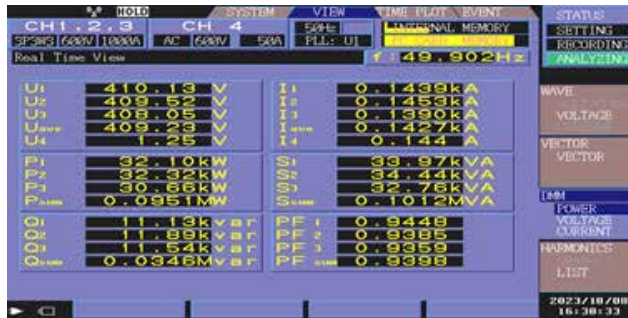 HOLD SYSTEM VIEW TIME PLOT EVENT STATUS
CH1.2.3 CH 4 50Hz INTERNAL MEMORY SETTING
3P3W3 600V 1000A AC 600V 50A PLL: U1 RECORDING
Real Time View f :49.902Hz ANALYZING
U1 410.13 V I1 0.1439kA WAVE
U2 409.52 V I2 0.1453kA
U3 408.05 V I3 0.1390kA VOLTAGE
Uave 409.23 V Iave 0.1427kA
U4 1.25 V I4 0.144 A VECTOR
P1 32.10kW S1 33.97kVA VECTOR
P2 32.32kW S2 34.44kVA
P3 30.66kW S3 32.76kVA
Psum 0.0951MW Ssum 0.1012MVA DMM
POWER
Q1 11.13kvar PF1 0.9448 VOLTAGE
Q2 11.89kvar PF2 0.9385 CURRENT
Q3 11.54kvar PF3 0.9359 HARMONICS
Qsum 0.0346Mvar PFsum 0.9398
LIST
2023/10/08
16:30:33